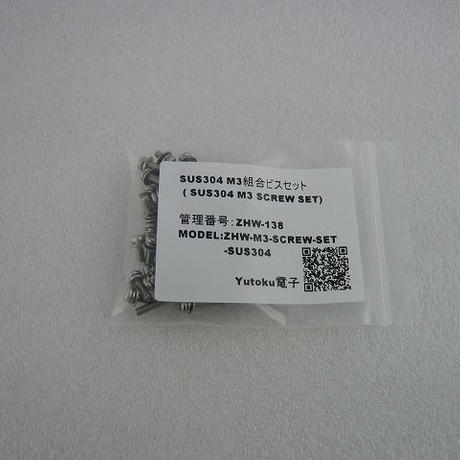 SUS304 M3組合ビスセット
( SUS304 M3 SCREW SET)
管理番号:ZHW-138
MODEL:ZHW-M3-SCREW-SET
-SUS304
Yutoku電子